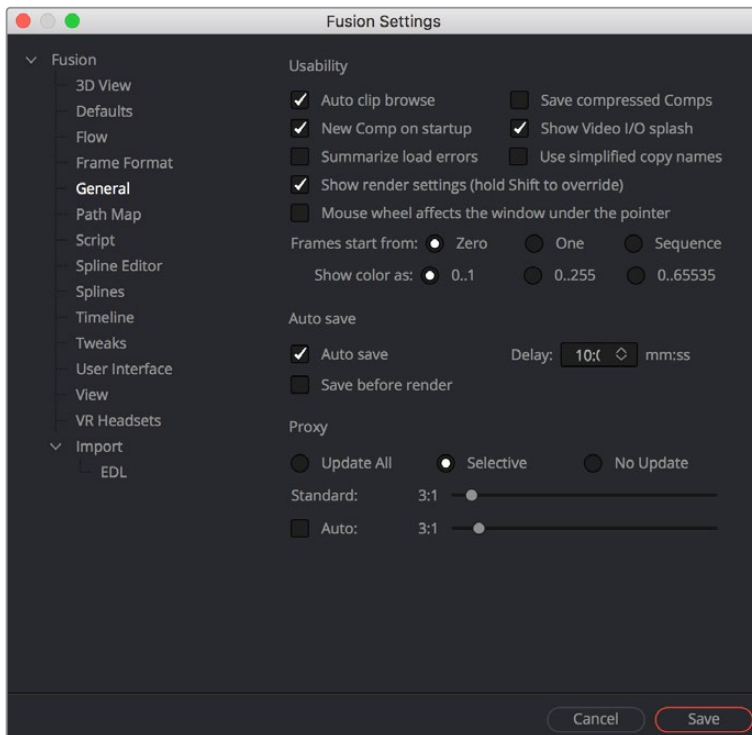 Fusion Settings
Fusion
3D View
Defaults
Flow
Frame Format
General
Path Map
Script
Spline Editor
Splines
Timeline
Tweaks
User Interface
View
VR Headsets
Import
EDL
Usability
Auto clip browse
Save compressed Comps
New Comp on startup
Show Video I/O splash
Summarize load errors
Use simplified copy names
Show render settings (hold Shift to override)
Mouse wheel affects the window under the pointer
Frames start from: Zero One Sequence
Show color as: 0..1 0..255 0..65535
Auto save
Auto save
Delay: 10:( mm:ss
Save before render
Proxy
Update All Selective No Update
Standard: 3:1
Auto: 3:1
Cancel Save